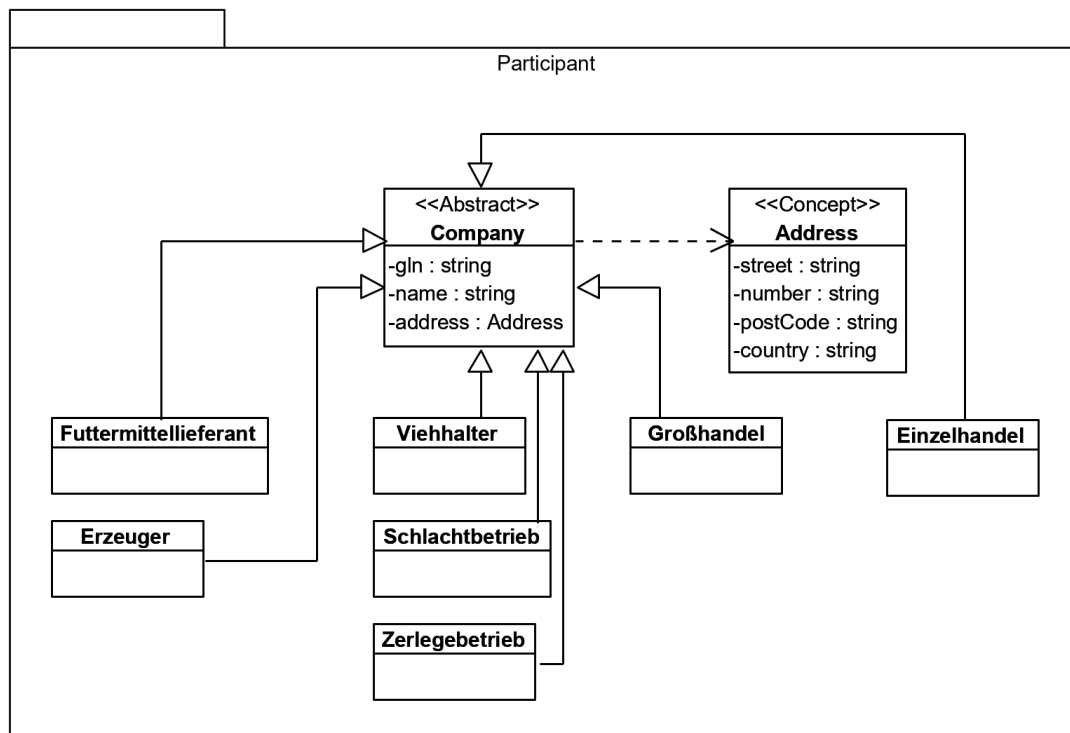 Participant
<<Abstract>>
Company
-gln : string
-name : string
-address : Address
<<Concept>>
Address
-street : string
-number : string
-postCode : string
-country : string
Futtermittellieferant
Viehhalter
Großhandel
Einzelhandel
Erzeuger
Schlachtbetrieb
Zerlegebetrieb